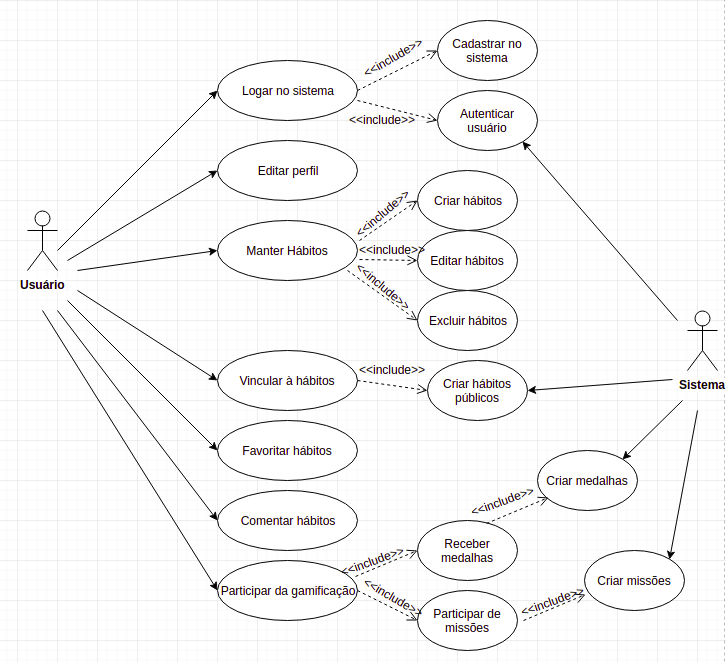 Cadastrar no
sistema
<<include>>
Logar no sistema
Autenticar
usuário
<<include>>
Editar perfil
Criar hábitos
<<include>>
Manter Hábitos
<<include>>
Editar hábitos
<<include>>
Usuário
Excluir hábitos
<<include>>
Vincular à hábitos
Criar hábitos
públicos
Sistema
Favoritar hábitos
Criar medalhas
<<include>>
Comentar hábitos
Receber
medalhas
<<include>>
Participar da gamificação
<<include>>
Criar missões
<<include>>
Participar de
missões